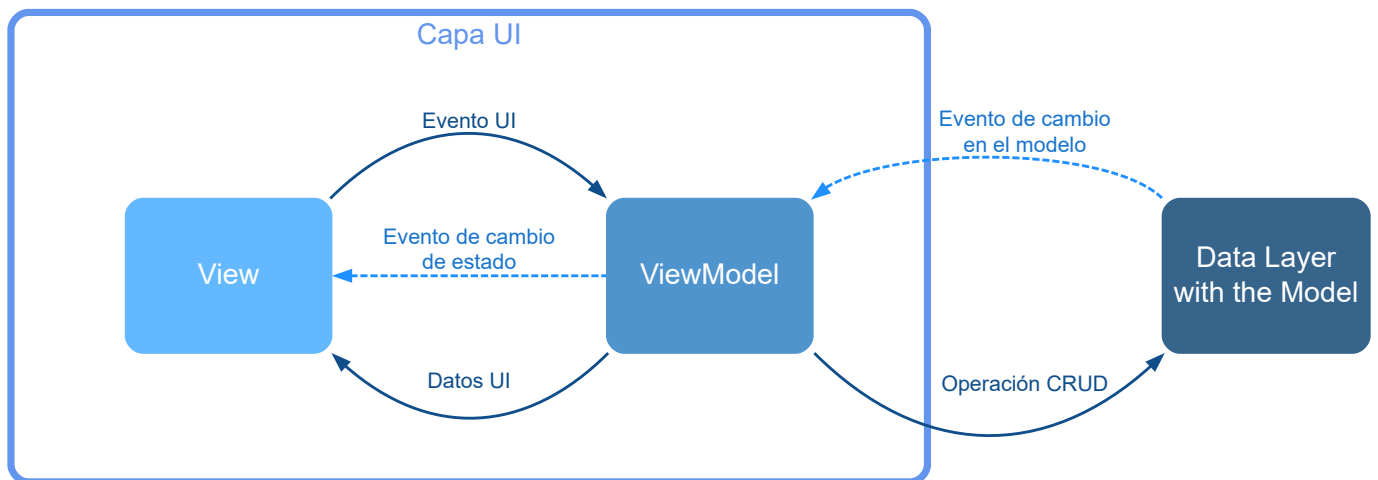 Capa UI
Evento UI
Evento de cambio
en el modelo
Evento de cambio
de estado
View
ViewModel
Data Layer
with the Model
Datos UI
Operación CRUD